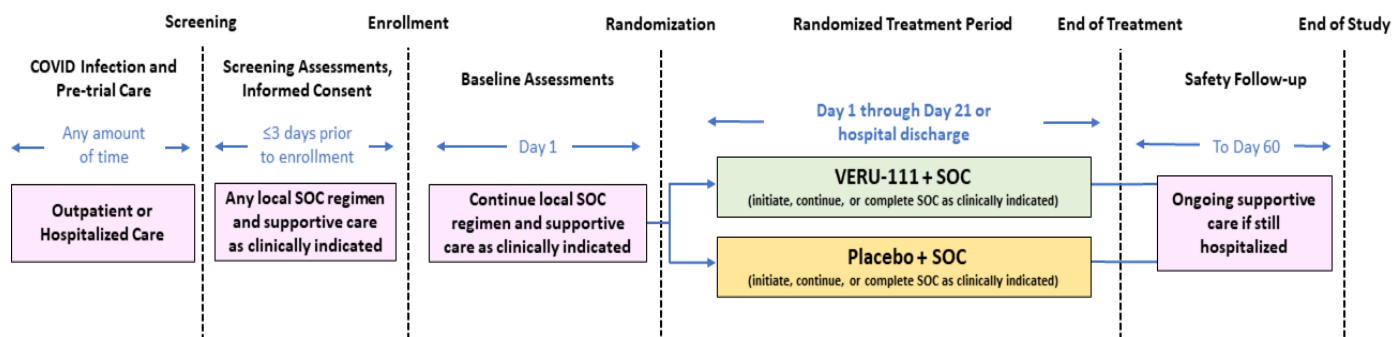 Screening
Enrollment
Randomization
Randomized Treatment Period
End of Treatment
End of Study
COVID Infection and
Pre-trial Care
Screening Assessments,
Informed Consent
Baseline Assessments
Safety Follow-up
Any amount
of time
≤3 days prior
to enrollment
Day 1
Day 1 through Day 21 or
hospital discharge
To Day 60
Outpatient or
Hospitalized Care
Any local SOC regimen
and supportive care
as clinically indicated
Continue local SOC
regimen and supportive
care as clinically indicated
VERU-111 + SOC
(initiate, continue, or complete SOC as clinically indicated)
Placebo + SOC
(initiate, continue, or complete SOC as clinically indicated)
Ongoing supportive
care if still
hospitalized